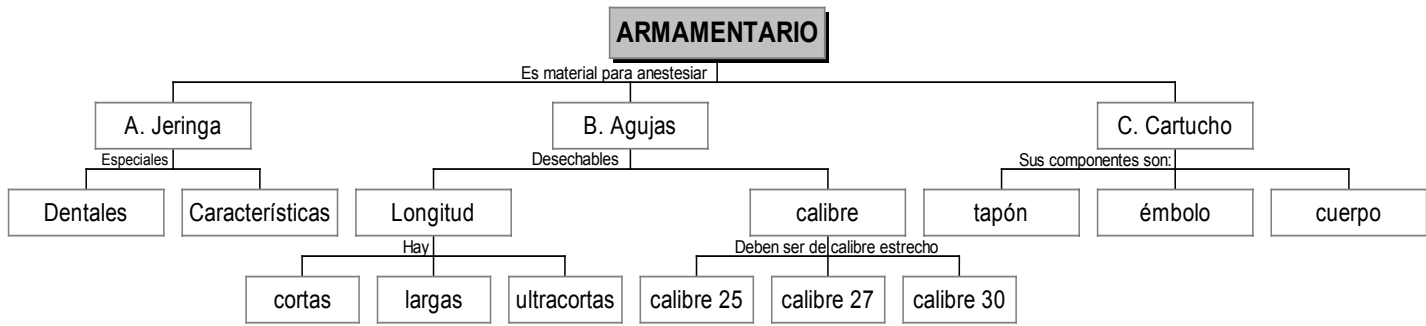 ARMAMENTARIO
Es material para anestesiar
A. Jeringa
B. Agujas
C. Cartucho
Especiales
Desechables
Sus componentes son:
Dentales
Características
Longitud
calibre
tapón
émbolo
cuerpo
Hay
Deben ser de calibre estrecho
cortas
largas
ultracortas
calibre 25
calibre 27
calibre 30